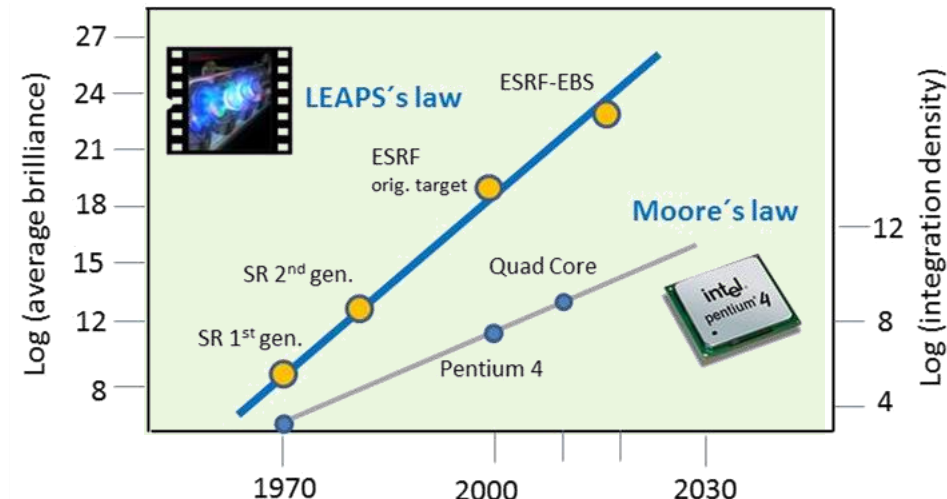 27
24
21
18
15
12
8
Log (average brilliance)
LEAPS´s law
ESRF-EBS
ESRF
orig. target
SR 2nd gen.
SR 1st gen.
Moore´s law
Quad Core
Pentium 4
intel
pentium 4
12
8
4
Log (integration density)
1970
2000
2030